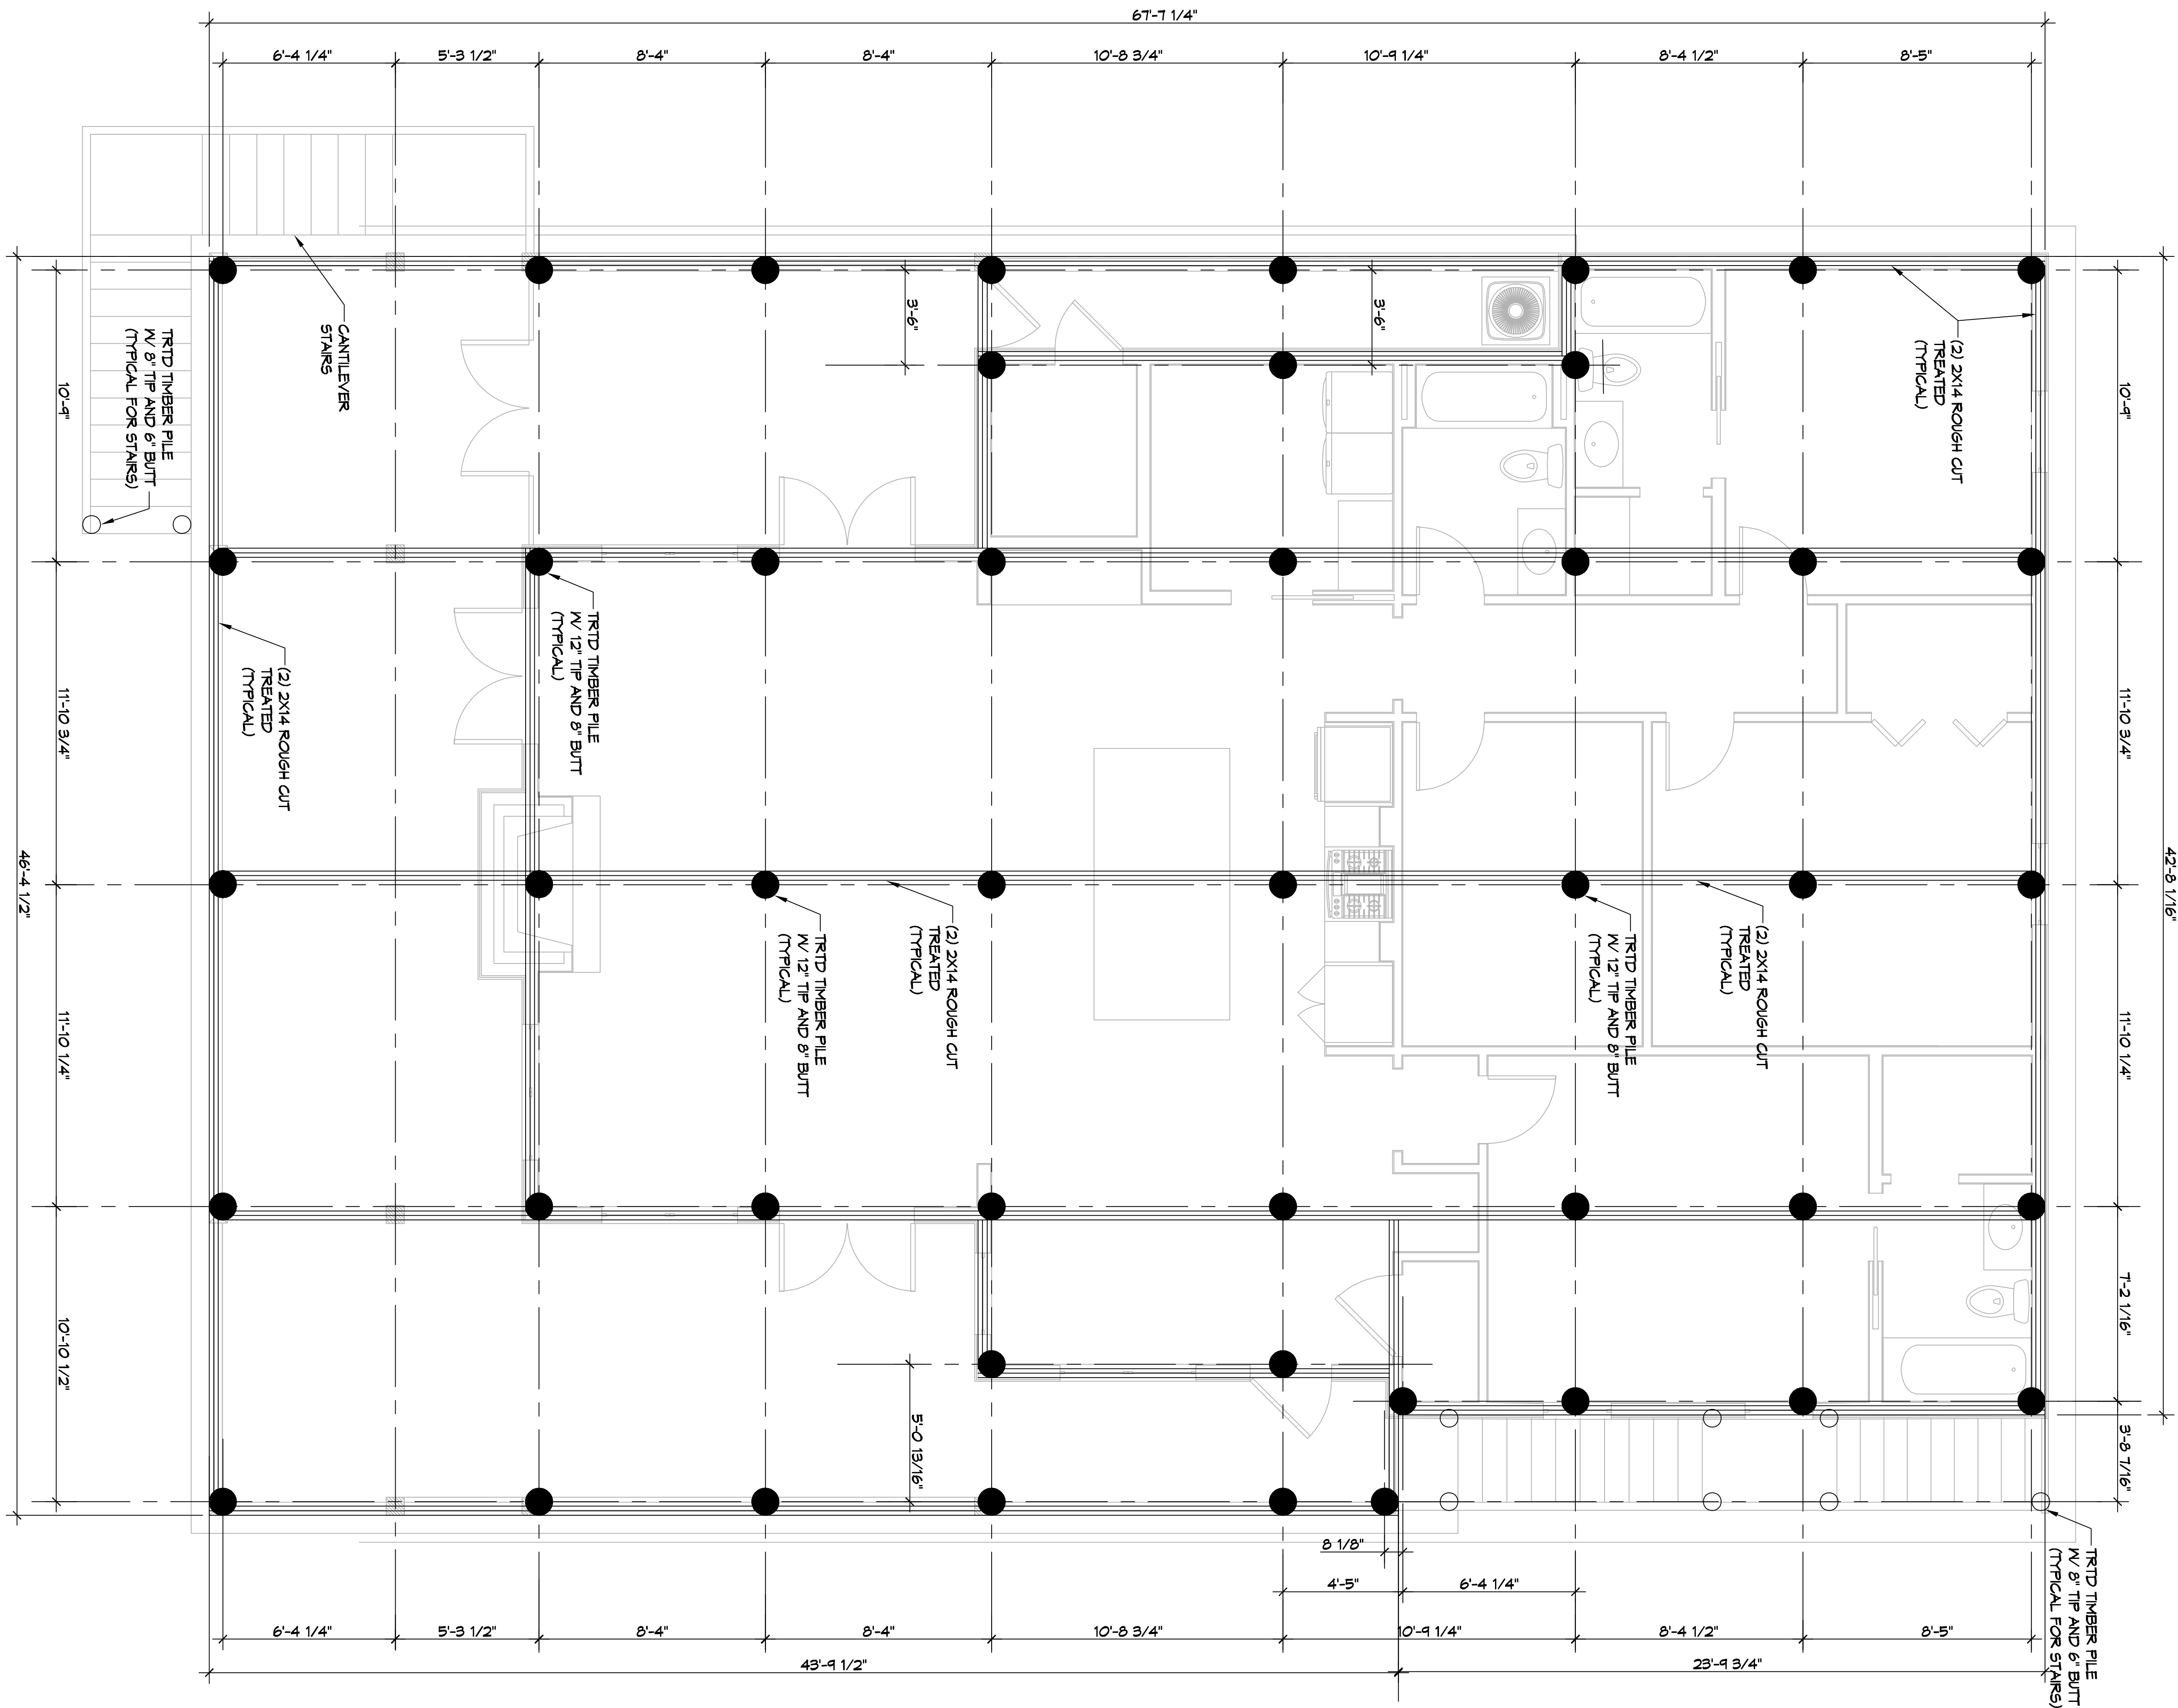 67'-7 1/4"
6'-4 1/4"
5'-3 1/2"
8'-4"
8'-4"
10'-8 3/4"
10'-9 1/4"
8'-4 1/2"
8'-5"
CANTILEVER
STAIRS
TRTD TIMBER PILE
W/ 8" TIP AND 6" BUTT
(TYPICAL FOR STAIRS)
3'-6"
3'-6"
(2) 2X14 ROUGH CUT
TREATED
(TYPICAL)
10'-9"
11'-10 3/4"
11'-10 1/4"
10'-10 1/2"
46'-4 1/2"
10'-9"
11'-10 3/4"
11'-10 1/4"
7'-2 1/16"
3'-8 7/16"
42'-8 1/16"
(2) 2X14 ROUGH CUT
TREATED
(TYPICAL)
TRTD TIMBER PILE
W/ 12" TIP AND 8" BUTT
(TYPICAL)
TRTD TIMBER PILE
W/ 12" TIP AND 8" BUTT
(TYPICAL)
(2) 2X14 ROUGH CUT
TREATED
(TYPICAL)
TRTD TIMBER PILE
W/ 12" TIP AND 8" BUTT
(TYPICAL)
(2) 2X14 ROUGH CUT
TREATED
(TYPICAL)
5'-0 13/16"
TRTD TIMBER PILE
W/ 8" TIP AND 6" BUTT
(TYPICAL FOR STAIRS)
8 1/8"
4'-5"
6'-4 1/4"
6'-4 1/4"
5'-3 1/2"
8'-4"
8'-4"
10'-8 3/4"
10'-9 1/4"
8'-4 1/2"
8'-5"
43'-9 1/2"
23'-9 3/4"